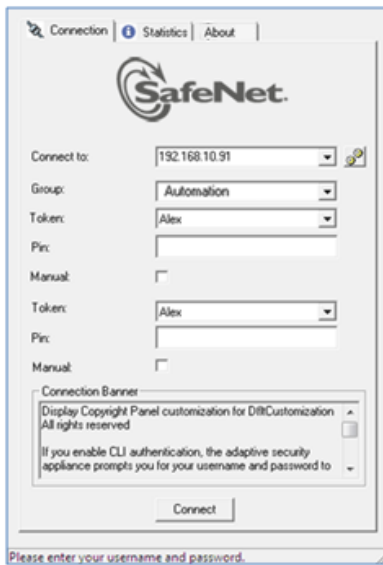 Connection Statistics About
SafeNet.
Connect to: 192.168.10.91
Group: Automation
Token: Alex
Pin:
Manual:
Token: Alex
Pin:
Manual:
Connection Banner
Display Copyright Panel customization for DfltCustomization
All rights reserved
If you enable CLI authentication, the adaptive security
appliance prompts you for your username and password to
Connect
Please enter your username and password.